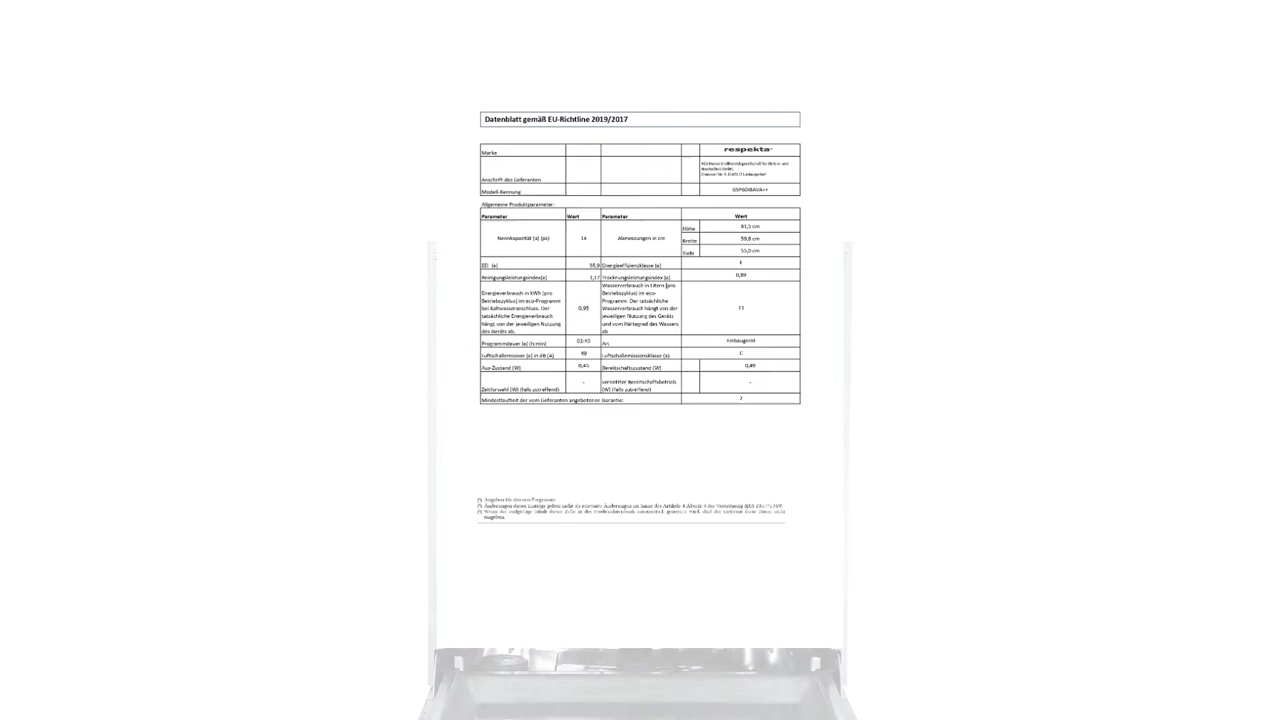 Datenblatt gemäß EU-Richtline 2019/2017
Marke
respekta
Anschrift des Lieferanten
Modell-Kennung
GSP60IBAVA++
Allgemeine Produktparameter:
Parameter Wert Parameter Wert
Nennkapazität (a) (ps) 14 Abmessungen in cm
Höhe 81,5 cm
Breite 59,8 cm
Tiefe 55,0 cm
EEI (a) 55,9 Energieeffizienzklasse (a) E
Reinigungsleistungsindex(a) 1,17 Trocknungsleistungsindex (a) 0,89
Energieverbrauch in kWh (pro
Betriebszyklus) im eco-Programm
bei Kaltwasseranschluss. Der
tatsächliche Energieverbrauch
hängt von der jeweiligen Nutzung
des Geräts ab.
0,95
Wasserverbrauch in Litern (pro
Betriebszyklus) im eco-
Programm. Der tatsächliche
Wasserverbrauch hängt von der
jeweiligen Nutzung des Geräts
und vom Härtegrad des Wassers
ab
11
Programmdauer (a) (h:min) 03:40 Art Einbaugerät
Luftschallemission (a) in dB (A) 49 Luftschallemissionsklasse (a) C
Aus-Zustand (W) 0,45 Bereitschaftszustand (W) 0,49
Zeitvorwahl (W) (falls zutreffend) -
vernetzter Bereitschaftsbetrieb
(W) (falls zutreffend)
-
Mindestlaufzeit der vom Lieferanten angebotenen Garantie: 2
(a) Angaben für das eco-Programm.